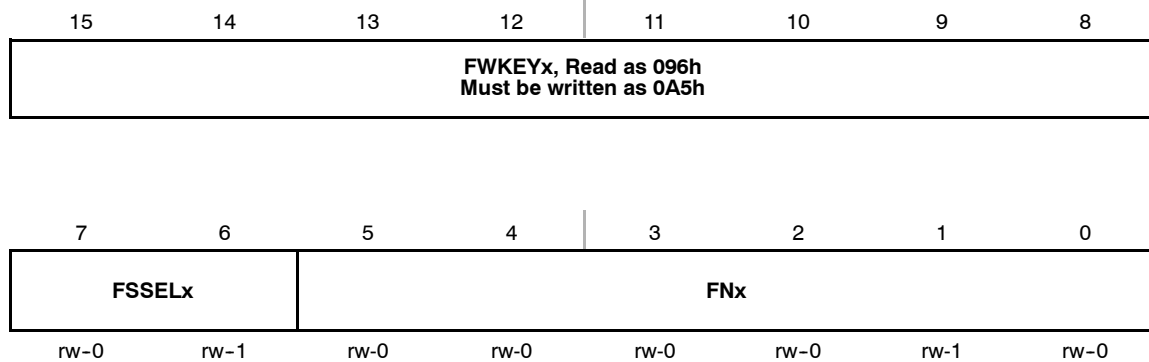 15 14 13 12 11 10 9 8
FWKEYx, Read as 096h
Must be written as 0A5h
7 6 5 4 3 2 1 0
FSSELx FNx
rw-0 rw-1 rw-0 rw-0 rw-0 rw-0 rw-1 rw-0